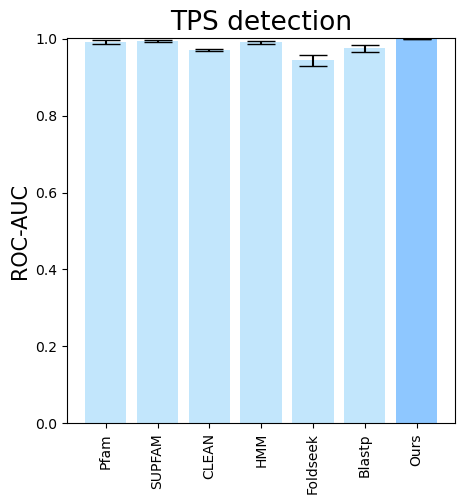 TPS detection
ROC-AUC
1.0
0.8
0.6
0.4
0.2
0.0
Pfam
SUPFAM
CLEAN
HMM
Foldseek
Blastp
Ours